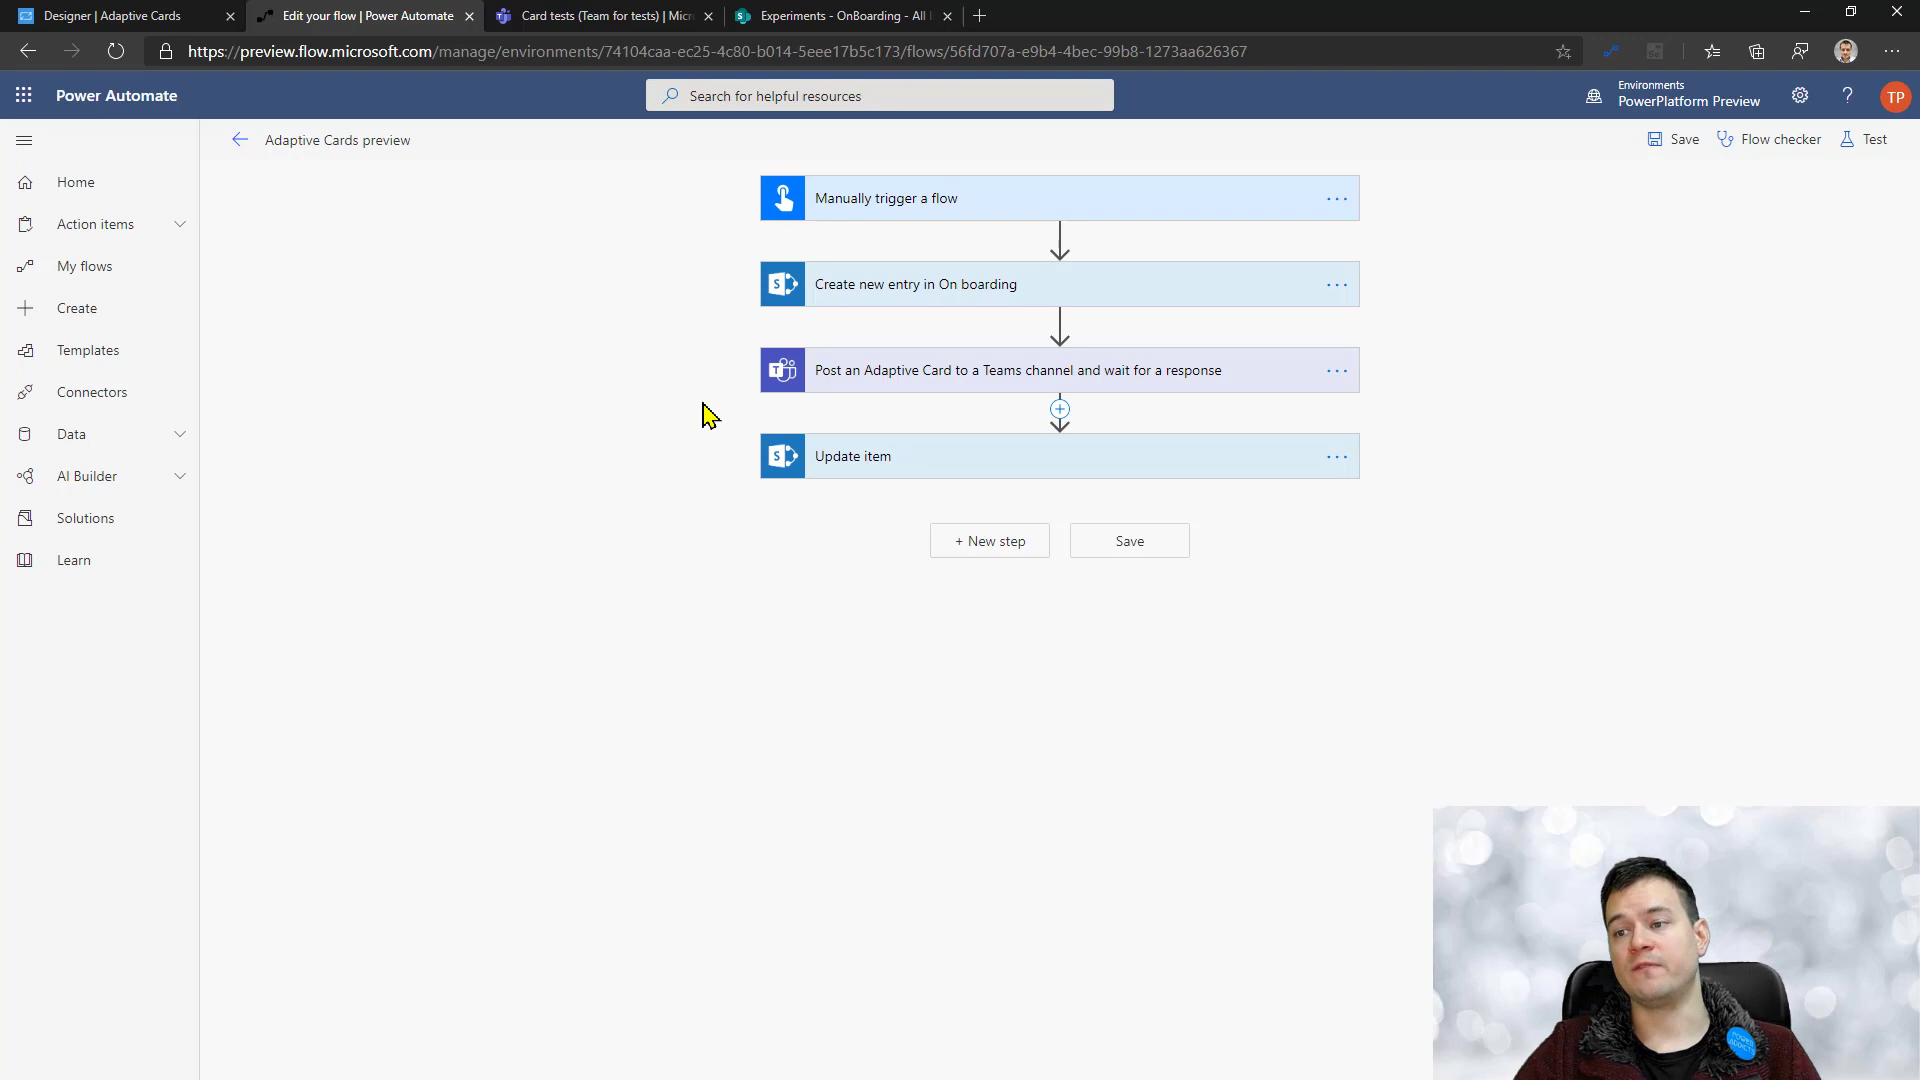 Designer | Adaptive Cards
Edit your flow | Power Automate
Card tests (Team for tests) | Micr
Experiments - OnBoarding - All I
https://preview.flow.microsoft.com/manage/environments/74104caa-ec25-4c80-b014-5eee17b5c173/flows/56fd707a-e9b4-4bec-99b8-1273aa626367
Power Automate
Search for helpful resources
Environments
PowerPlatform Preview
?
TP
Adaptive Cards preview
Save
Flow checker
Test
Home
Action items
My flows
Create
Templates
Connectors
Data
AI Builder
Solutions
Learn
Manually trigger a flow
Create new entry in On boarding
Post an Adaptive Card to a Teams channel and wait for a response
Update item
+ New step
Save
POWER
ADDICTS